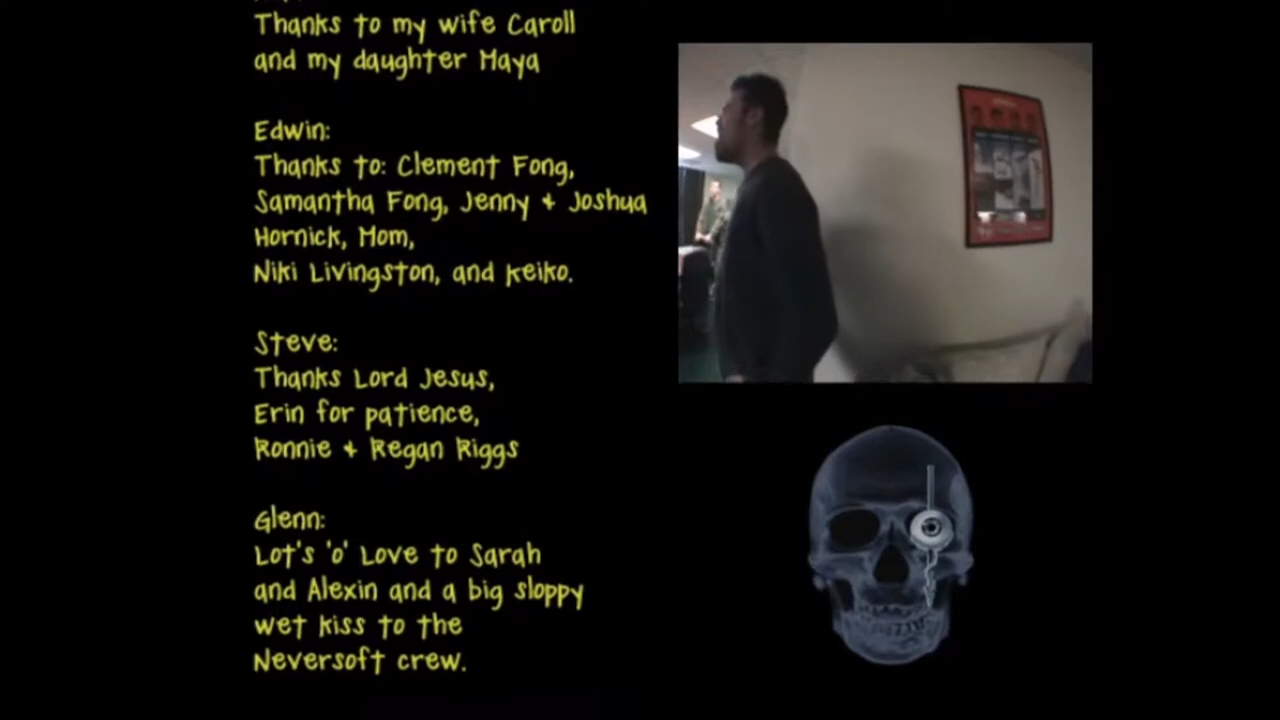 Thanks to my wife Caroll
and my daughter Maya
Edwin:
Thanks to: Clement Fong,
Samantha Fong, Jenny + Joshua
Hornick, Mom,
Niki Livingston, and Keiko.
Steve:
Thanks Lord Jesus,
Erin for patience,
Ronnie + Regan Riggs
Glenn:
Lot's 'o' Love to Sarah
and Alexin and a big sloppy
wet kiss to the
Neversoft crew.